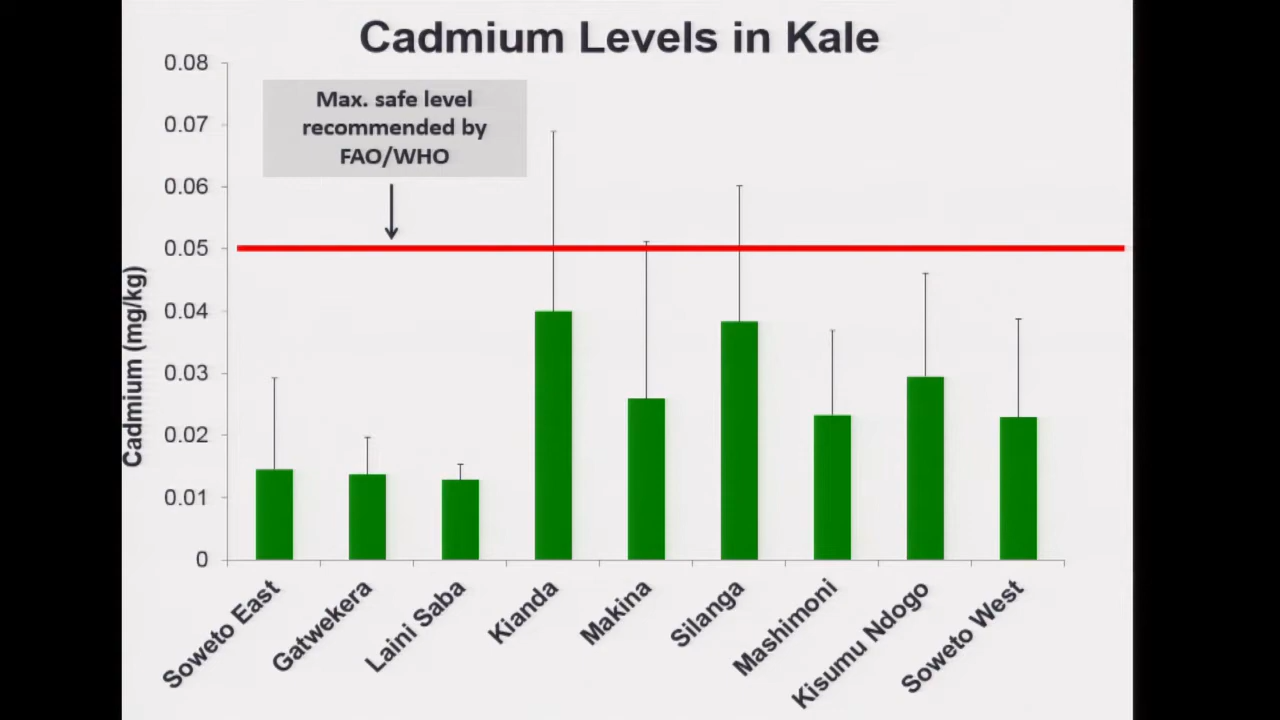 Cadmium Levels in Kale
Max. safe level
recommended by
FAO/WHO
Cadmium (mg/kg)
0.08
0.07
0.06
0.05
0.04
0.03
0.02
0.01
0
Soweto East
Gatwekera
Laini Saba
Kianda
Makina
Silanga
Mashimoni
Kisumu Ndogo
Soweto West